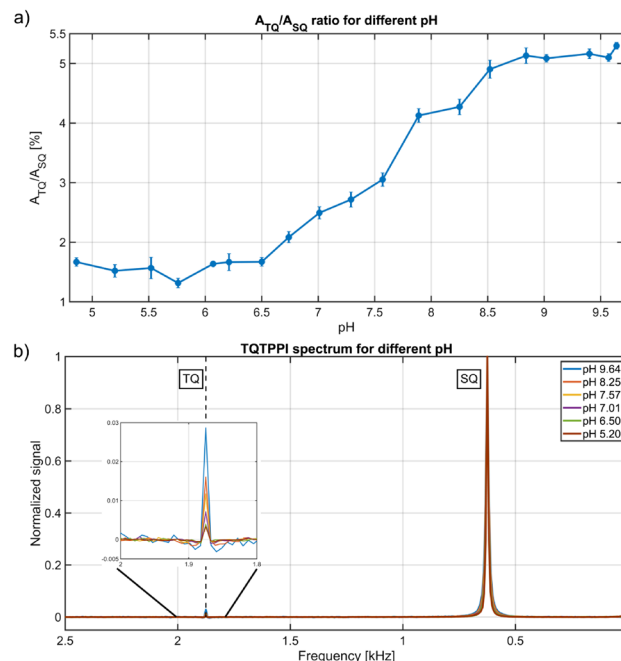 a)
A_TQ/A_SQ ratio for different pH
5.5
5
4
3
2
1
A_TQ/A_SQ [%]
5 5.5 6 6.5 7 7.5 8 8.5 9 9.5
pH
b)
TQTPPI spectrum for different pH
1
0.8
0.6
0.4
0.2
0
Normalized signal
TQ
SQ
pH 9.64
pH 8.25
pH 7.57
pH 7.01
pH 6.50
pH 5.20
0.03
0.02
0.01
0
-0.005
2 1.9 1.8
2.5 2 1.5 1 0.5
Frequency [kHz]